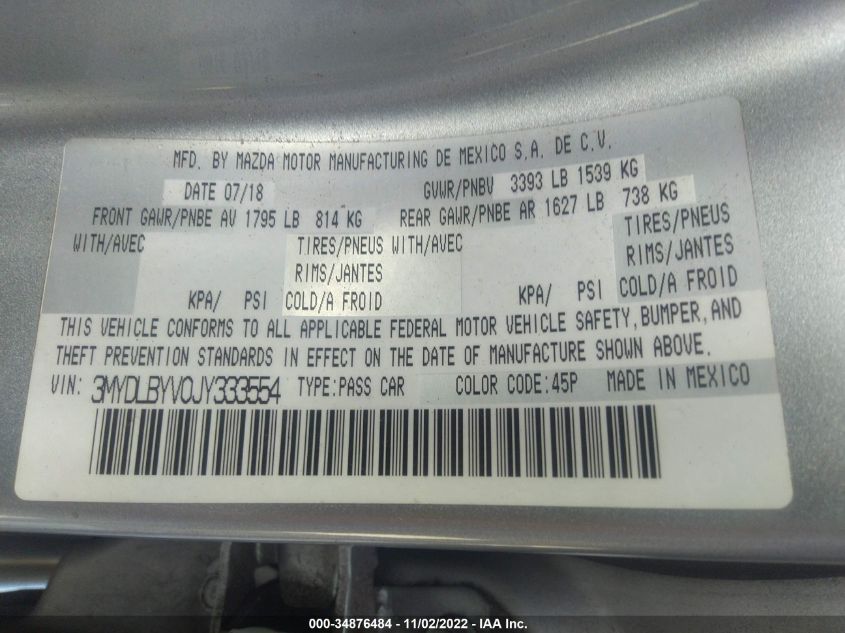 MFD. BY MAZDA MOTOR MANUFACTURING DE MEXICO S.A. DE C.V.
DATE 07/18 GVWR/PNBV 3393 LB 1539 KG
FRONT GAWR/PNBE AV 1795 LB 814 KG REAR GAWR/PNBE AR 1627 LB 738 KG
WITH/AVEC TIRES/PNEUS WITH/AVEC TIRES/PNEUS
RIMS/JANTES RIMS/JANTES
KPA/ PSI COLD/A FROID KPA/ PSI COLD/A FROID
THIS VEHICLE CONFORMS TO ALL APPLICABLE FEDERAL MOTOR VEHICLE SAFETY, BUMPER, AND
THEFT PREVENTION STANDARDS IN EFFECT ON THE DATE OF MANUFACTURE SHOWN ABOVE.
VIN: 3MYDLBYV0JY333554 TYPE:PASS CAR COLOR CODE:45P MADE IN MEXICO
000-34876484 - 11/02/2022 - IAA Inc.